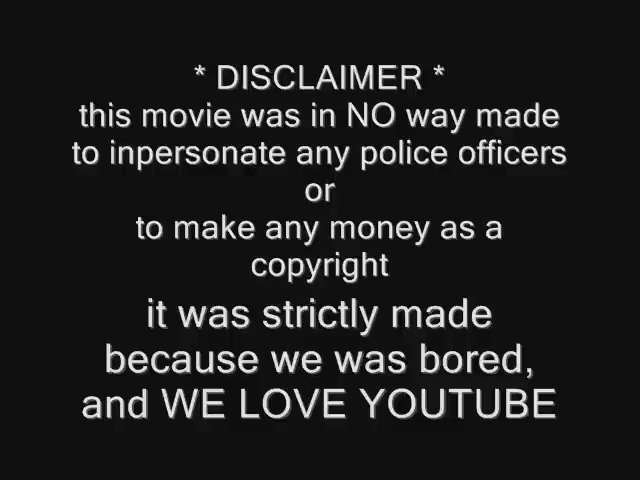 * DISCLAIMER *
this movie was in NO way made
to inpersonate any police officers
or
to make any money as a
copyright
it was strictly made
because we was bored,
and WE LOVE YOUTUBE